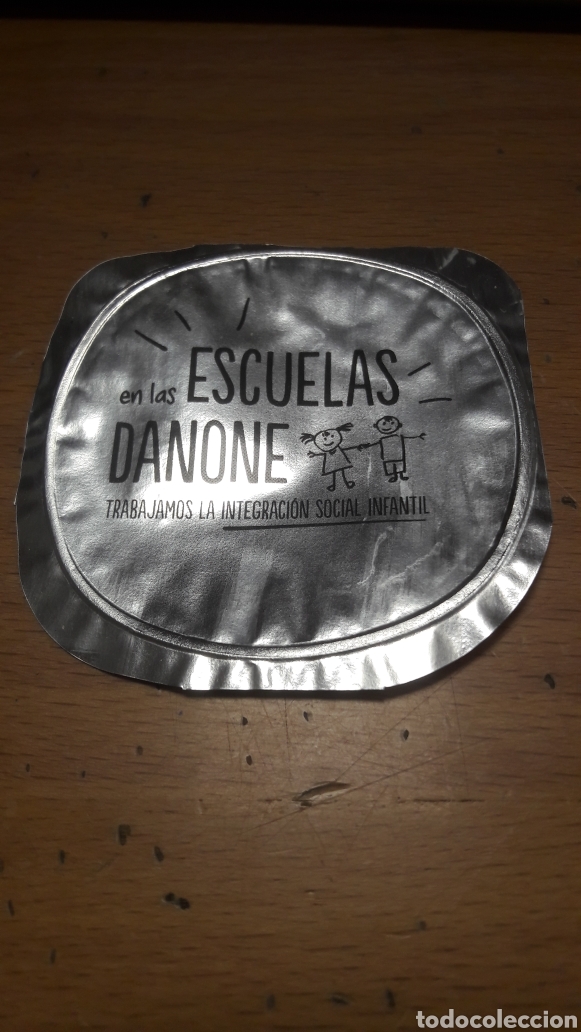 en las ESCUELAS
DANONE
TRABAJAMOS LA INTEGRACIÓN SOCIAL INFANTIL
todocoleccion